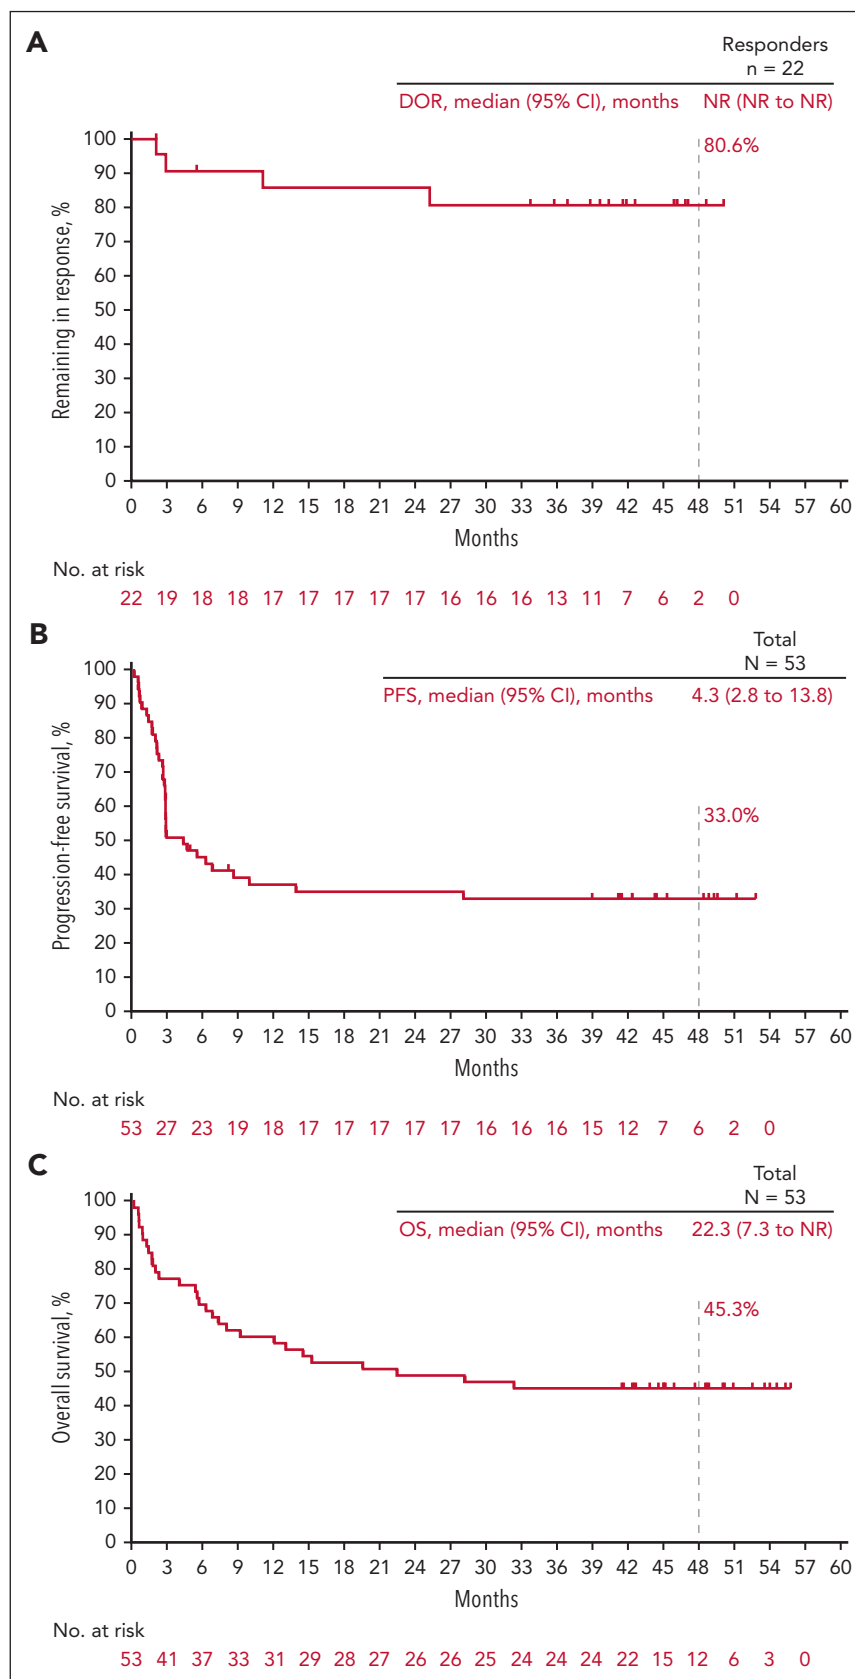 A
Responders
n = 22
DOR, median (95% CI), months NR (NR to NR)
80.6%
100
90
80
70
60
50
40
30
20
10
0
Remaining in response, %
0 3 6 9 12 15 18 21 24 27 30 33 36 39 42 45 48 51 54 57 60
Months
No. at risk
22 19 18 18 17 17 17 17 17 16 16 16 13 11 7 6 2 0
B
Total
N = 53
PFS, median (95% CI), months 4.3 (2.8 to 13.8)
33.0%
100
90
80
70
60
50
40
30
20
10
0
Progression-free survival, %
0 3 6 9 12 15 18 21 24 27 30 33 36 39 42 45 48 51 54 57 60
Months
No. at risk
53 27 23 19 18 17 17 17 17 17 16 16 16 15 12 7 6 2 0
C
Total
N = 53
OS, median (95% CI), months 22.3 (7.3 to NR)
45.3%
100
90
80
70
60
50
40
30
20
10
0
Overall survival, %
0 3 6 9 12 15 18 21 24 27 30 33 36 39 42 45 48 51 54 57 60
Months
No. at risk
53 41 37 33 31 29 28 27 26 26 25 24 24 24 22 15 12 6 3 0